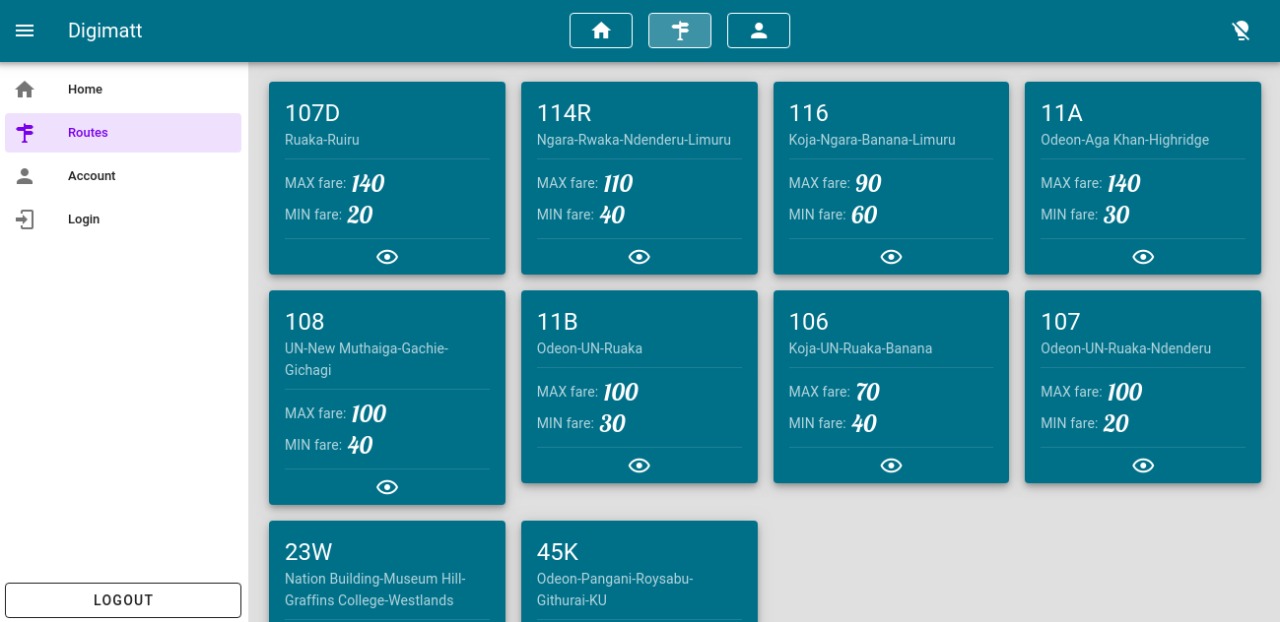 Digimatt
Home
Routes
Account
Login
LOGOUT
107D
Ruaka-Ruiru
MAX fare: 140
MIN fare: 20
114R
Ngara-Rwaka-Ndenderu-Limuru
MAX fare: 110
MIN fare: 40
116
Koja-Ngara-Banana-Limuru
MAX fare: 90
MIN fare: 60
11A
Odeon-Aga Khan-Highridge
MAX fare: 140
MIN fare: 30
108
UN-New Muthaiga-Gachie-
Gichagi
MAX fare: 100
MIN fare: 40
11B
Odeon-UN-Ruaka
MAX fare: 100
MIN fare: 30
106
Koja-UN-Ruaka-Banana
MAX fare: 70
MIN fare: 40
107
Odeon-UN-Ruaka-Ndenderu
MAX fare: 100
MIN fare: 20
23W
Nation Building-Museum Hill-
Graffins College-Westlands
45K
Odeon-Pangani-Roysabu-
Githurai-KU